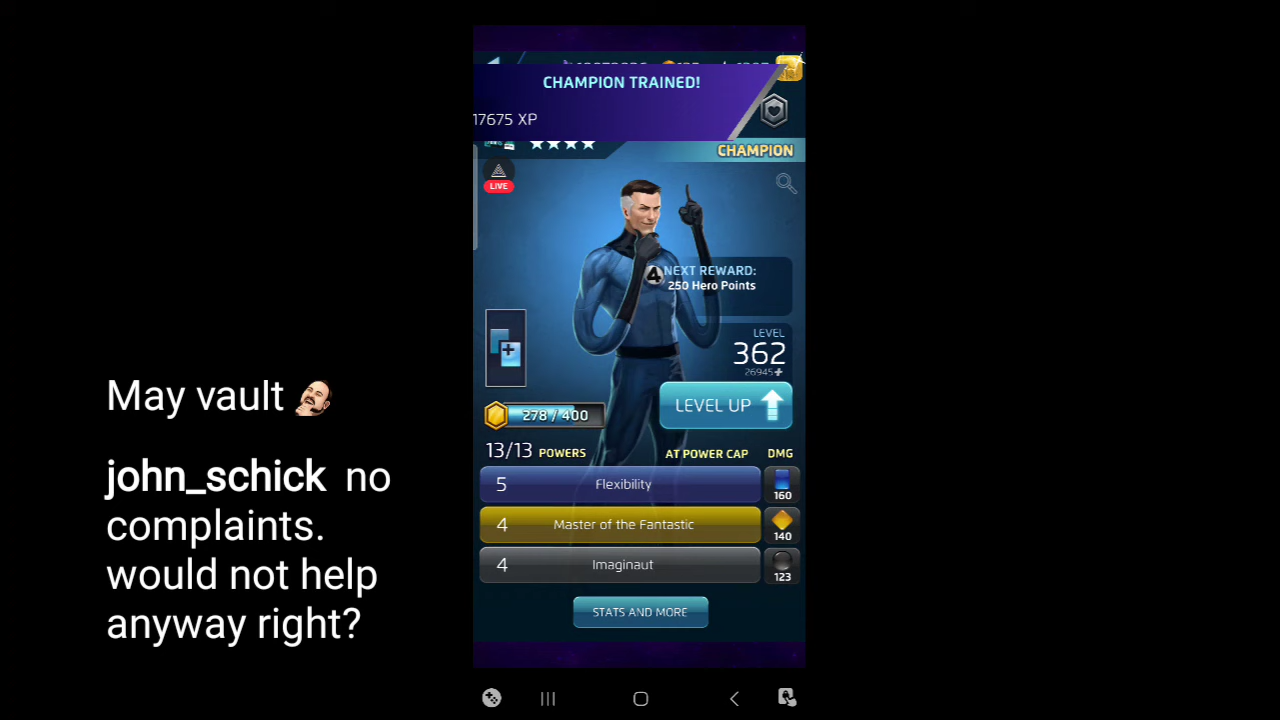 CHAMPION TRAINED!
17675 XP
CHAMPION
LIVE
NEXT REWARD:
250 Hero Points
LEVEL
362
26945
LEVEL UP
278 / 400
13/13 POWERS
AT POWER CAP
DMG
5 Flexibility 160
4 Master of the Fantastic 140
4 Imaginaut 123
STATS AND MORE
May vault
john_schick no
complaints.
would not help
anyway right?